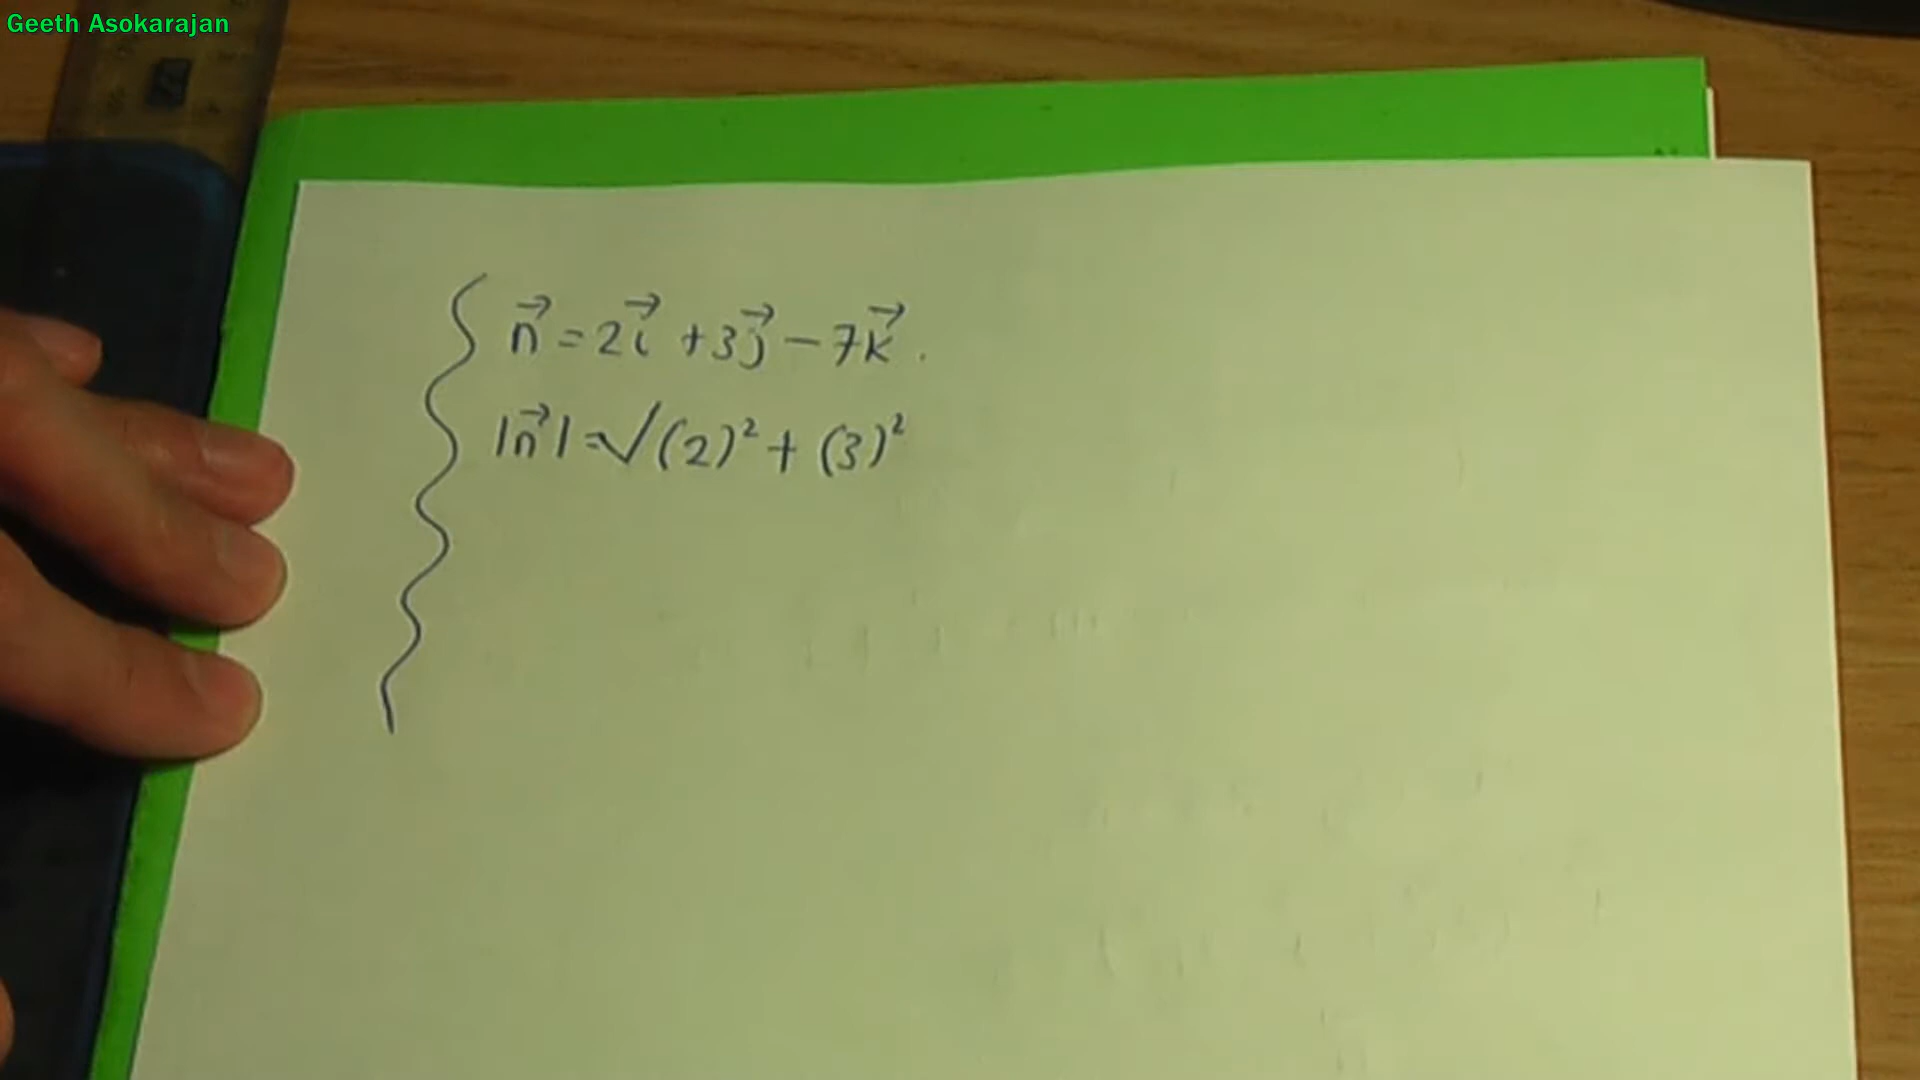 Geeth Asokarajan
n⃗ = 2i⃗ + 3j⃗ − 7k⃗ .
|n⃗| = √(2)² + (3)²